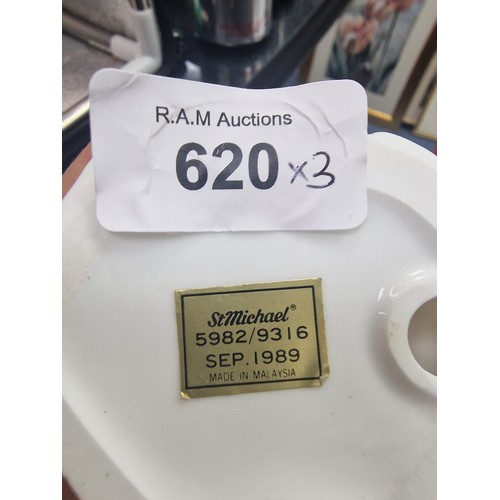 R.A.M Auctions
620 x3
StMichael®
5982/9316
SEP.1989
MADE IN MALAYSIA